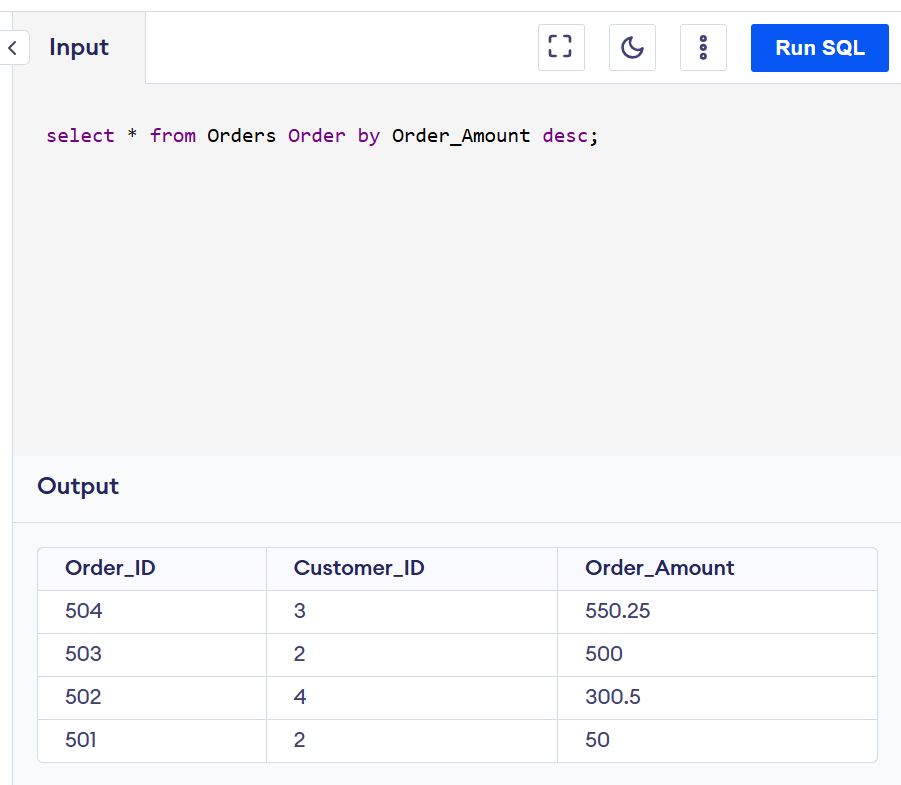 Input
Run SQL
select * from Orders Order by Order_Amount desc;
Output
Order_ID Customer_ID Order_Amount
504 3 550.25
503 2 500
502 4 300.5
501 2 50